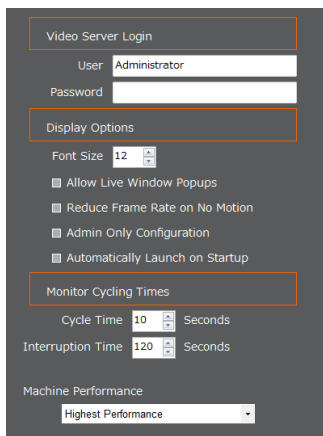 Video Server Login
User Administrator
Password
Display Options
Font Size 12
Allow Live Window Popups
Reduce Frame Rate on No Motion
Admin Only Configuration
Automatically Launch on Startup
Monitor Cycling Times
Cycle Time 10 Seconds
Interruption Time 120 Seconds
Machine Performance
Highest Performance